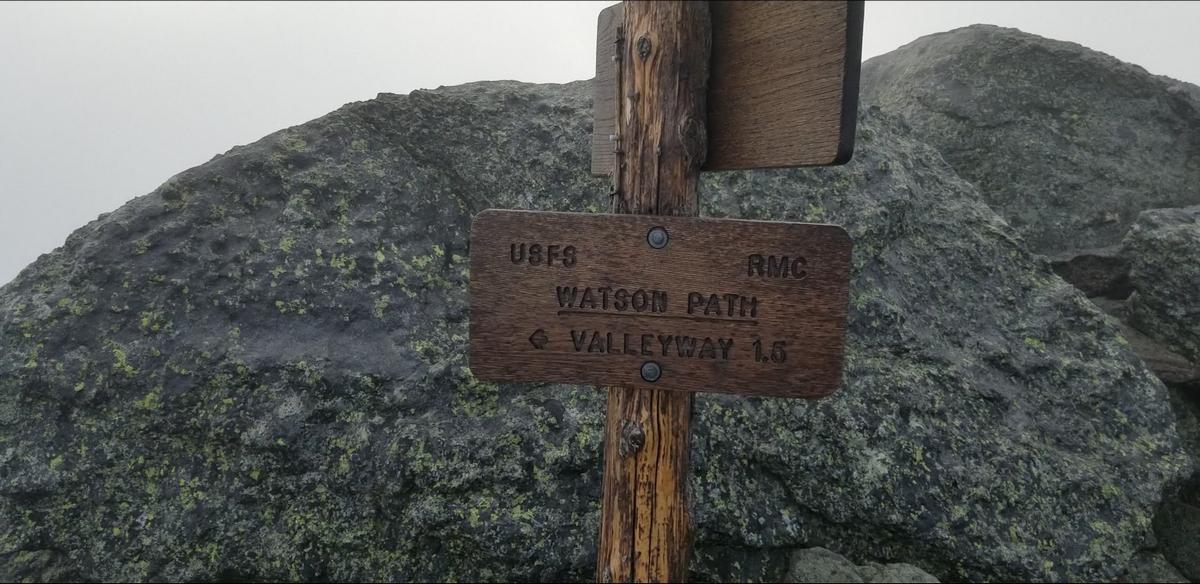 USFS RMC
WATSON PATH
← VALLEYWAY 1.5